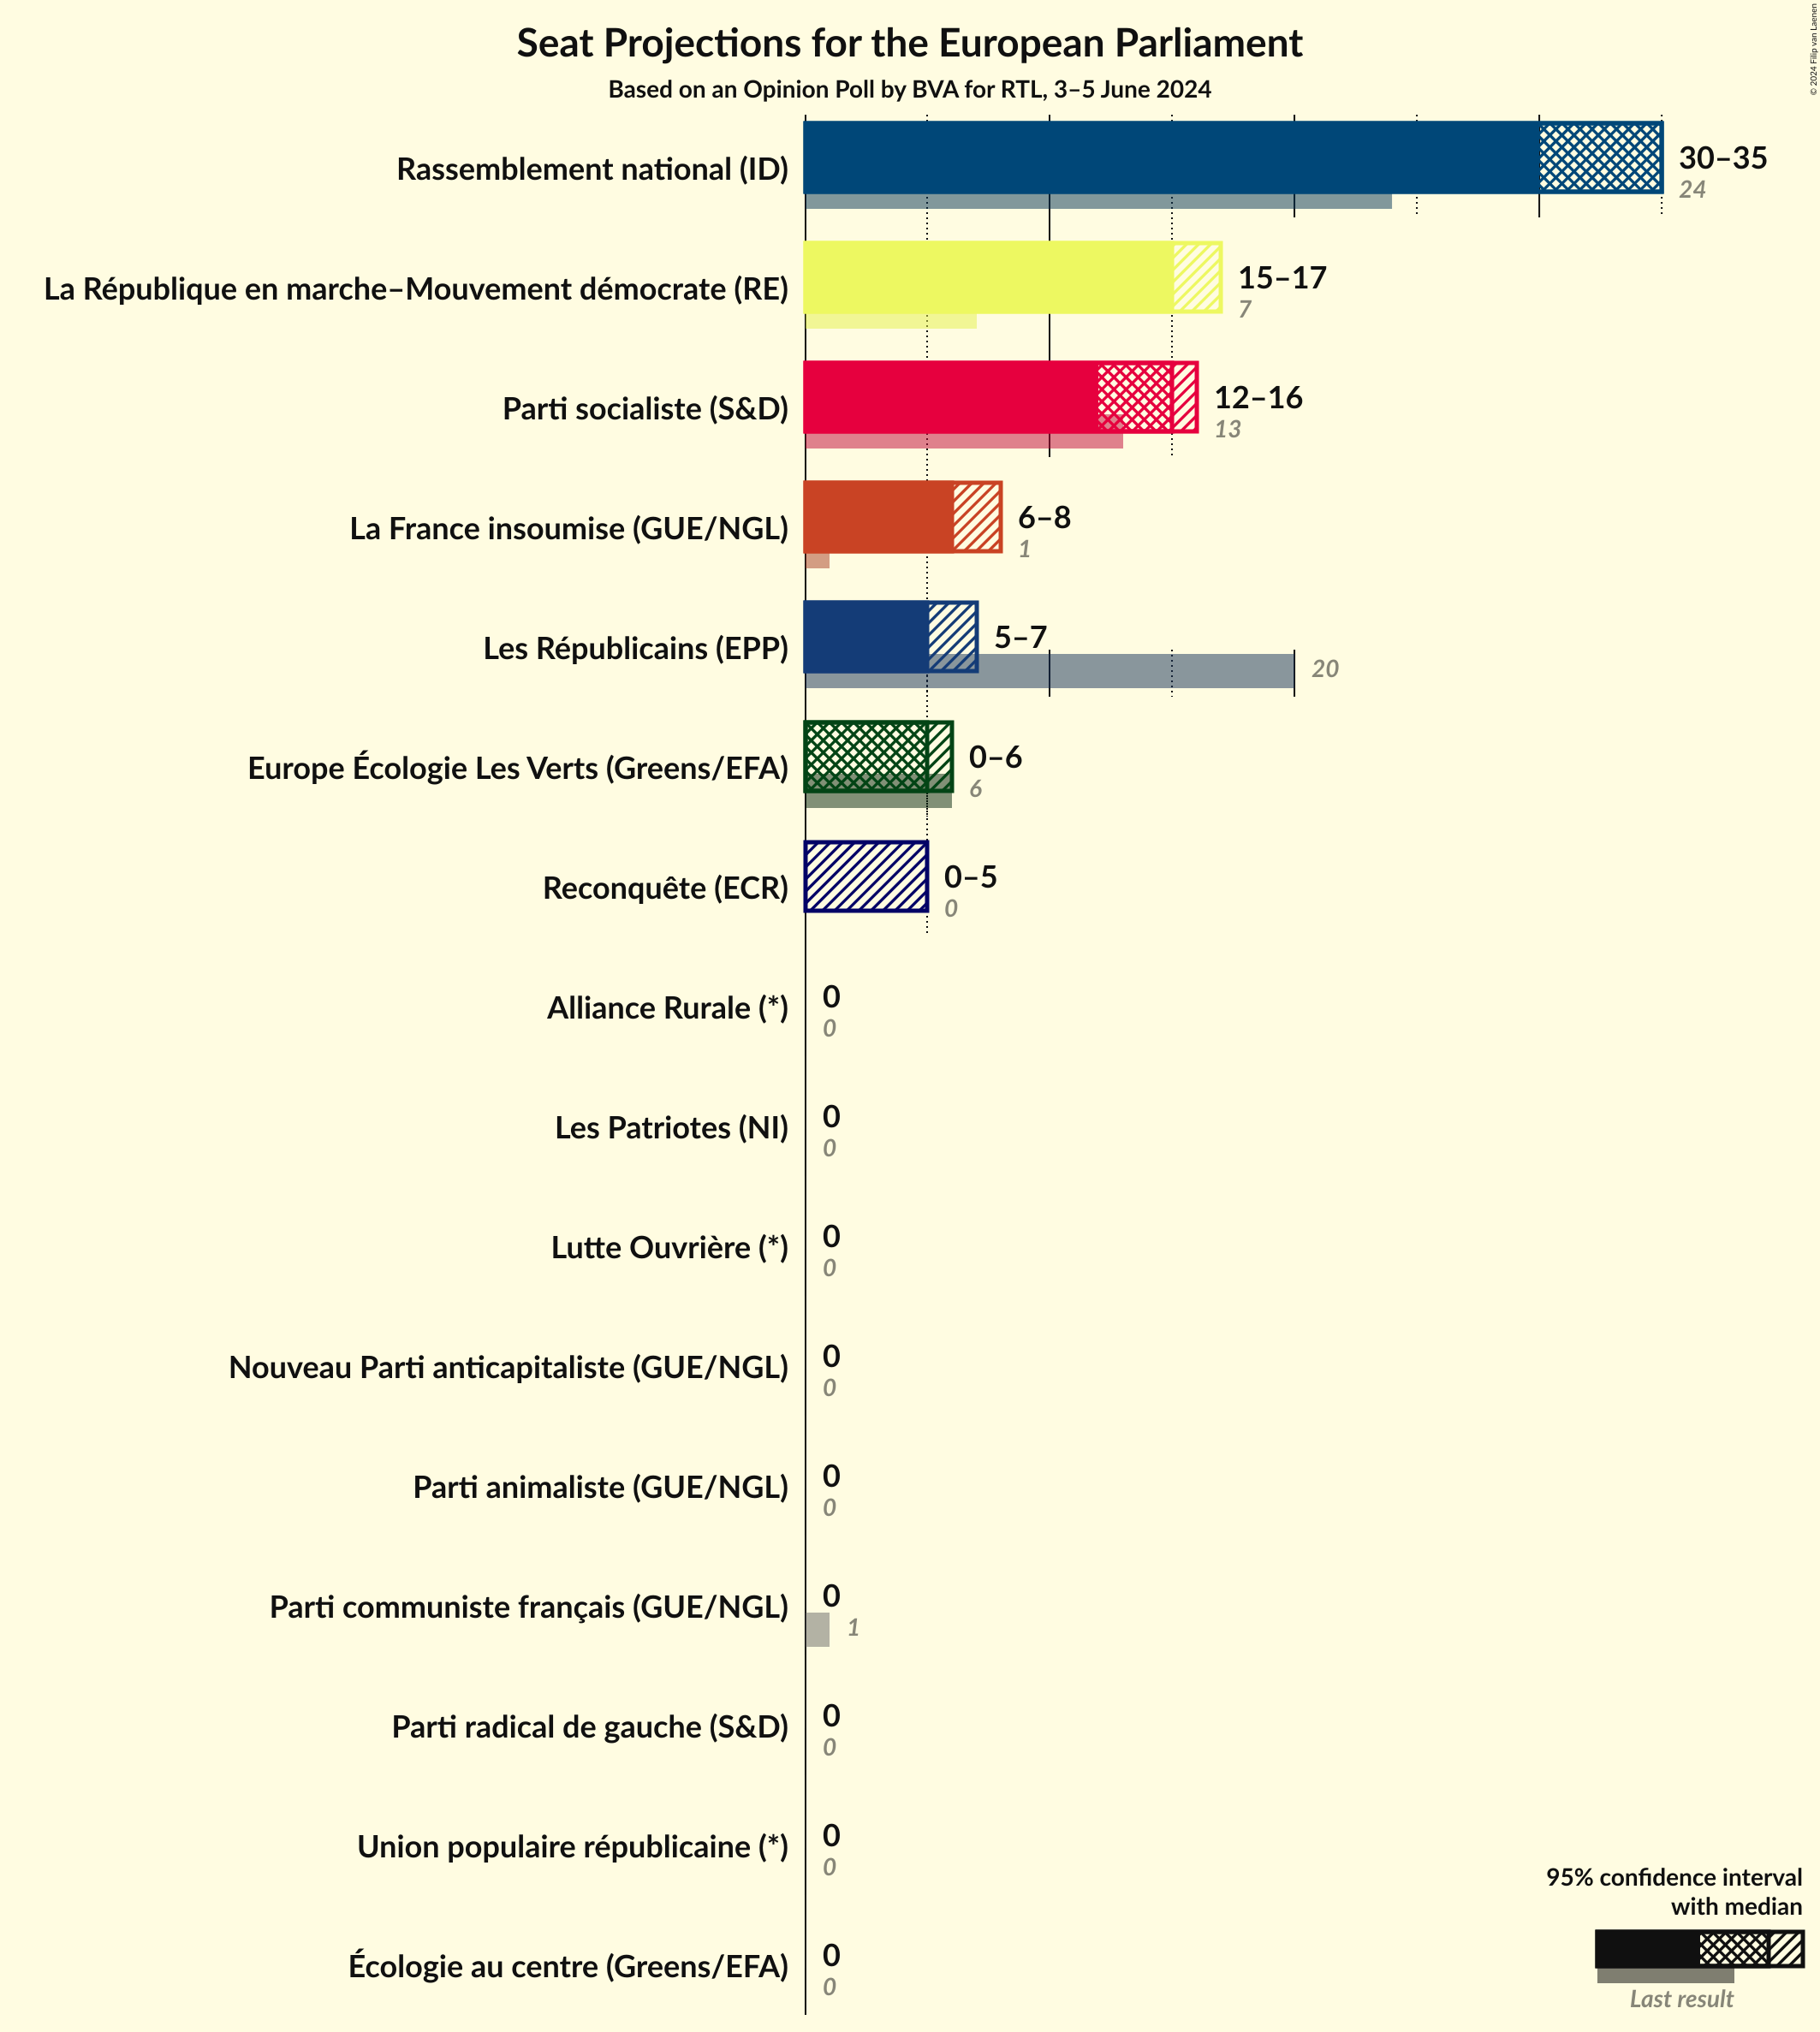 Seat Projections for the European Parliament
Based on an Opinion Poll by BVA for RTL, 3–5 June 2024
© 2024 Filip van Laenen
Rassemblement national (ID)
30–35
24
La République en marche–Mouvement démocrate (RE)
15–17
7
Parti socialiste (S&D)
12–16
13
La France insoumise (GUE/NGL)
6–8
1
Les Républicains (EPP)
5–7
20
Europe Écologie Les Verts (Greens/EFA)
0–6
6
Reconquête (ECR)
0–5
0
Alliance Rurale (*)
0
0
Les Patriotes (NI)
0
0
Lutte Ouvrière (*)
0
0
Nouveau Parti anticapitaliste (GUE/NGL)
0
0
Parti animaliste (GUE/NGL)
0
0
Parti communiste français (GUE/NGL)
0
1
Parti radical de gauche (S&D)
0
0
Union populaire républicaine (*)
0
0
Écologie au centre (Greens/EFA)
0
0
95% confidence interval
with median
Last result